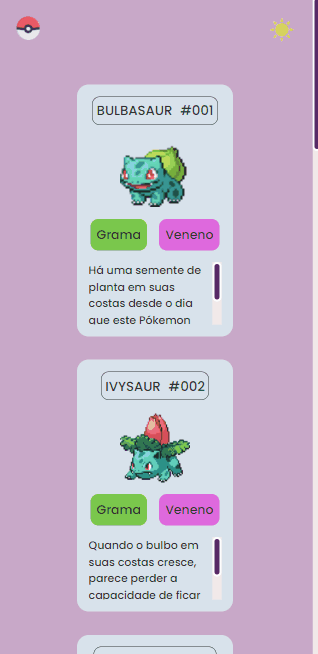 BULBASAUR #001
Grama Veneno
Há uma semente de
planta em suas
costas desde o dia
que este Pókemon
IVYSAUR #002
Grama Veneno
Quando o bulbo em
suas costas cresce,
parece perder a
capacidade de ficar